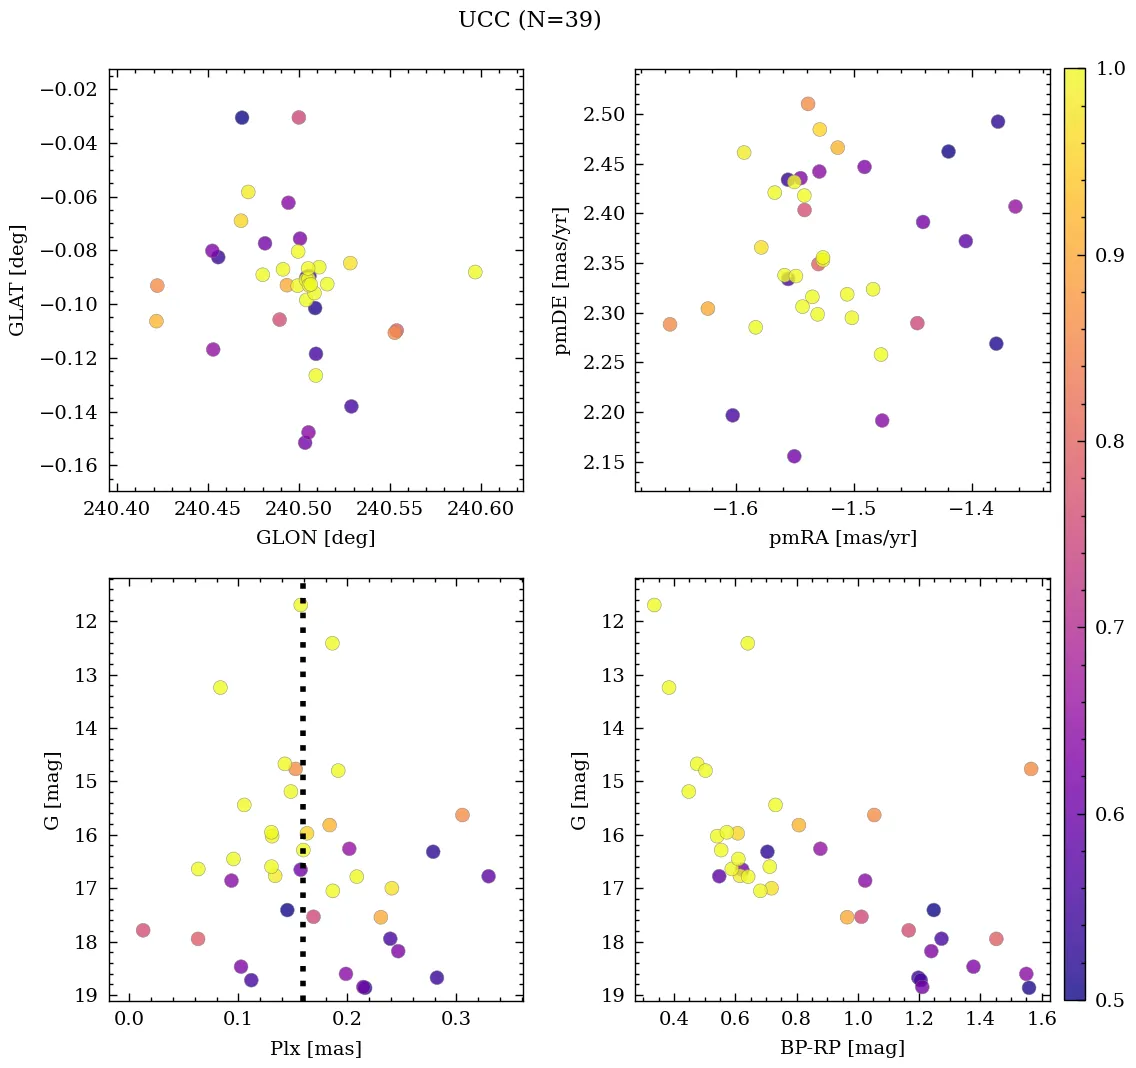 UCC (N=39)
−0.02
−0.04
−0.06
−0.08
−0.10
−0.12
−0.14
−0.16
GLAT [deg]
240.40 240.45 240.50 240.55 240.60
GLON [deg]
2.50
2.45
2.40
2.35
2.30
2.25
2.20
2.15
pmDE [mas/yr]
−1.6 −1.5 −1.4
pmRA [mas/yr]
12
13
14
15
16
17
18
19
G [mag]
0.0 0.1 0.2 0.3
Plx [mas]
12
13
14
15
16
17
18
19
G [mag]
0.4 0.6 0.8 1.0 1.2 1.4 1.6
BP-RP [mag]
1.0
0.9
0.8
0.7
0.6
0.5